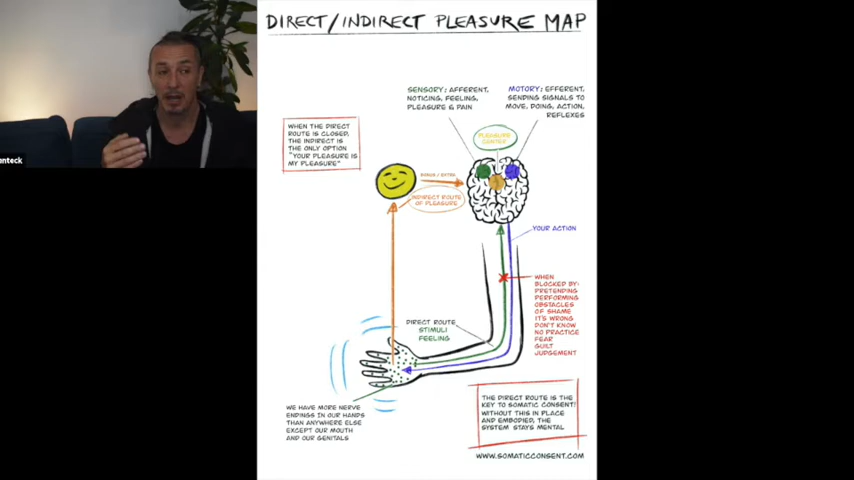 DIRECT/INDIRECT PLEASURE MAP
SENSORY: AFFERENT,
NOTICING, FEELING,
PLEASURE & PAIN
MOTORY: EFFERENT,
SENDING SIGNALS TO
MOVE, DOING, ACTION,
REFLEXES
WHEN THE DIRECT
ROUTE IS CLOSED,
THE INDIRECT IS
THE ONLY OPTION
"YOUR PLEASURE IS
MY PLEASURE"
PLEASURE
CENTER
anteck
BONUS / EXTRA
INDIRECT ROUTE
OF PLEASURE
YOUR ACTION
WHEN
BLOCKED BY:
PRETENDING
PERFORMING
OBSTACLES
OF SHAME
IT'S WRONG
DON'T KNOW
NO PRACTICE
FEAR
GUILT
JUDGEMENT
DIRECT ROUTE
STIMULI
FEELING
WE HAVE MORE NERVE
ENDINGS IN OUR HANDS
THAN ANYWHERE ELSE
EXCEPT OUR MOUTH
AND OUR GENITALS
THE DIRECT ROUTE IS THE
KEY TO SOMATIC CONSENT!
WITHOUT THIS IN PLACE
AND EMBODIED, THE
SYSTEM STAYS MENTAL
WWW.SOMATICCONSENT.COM